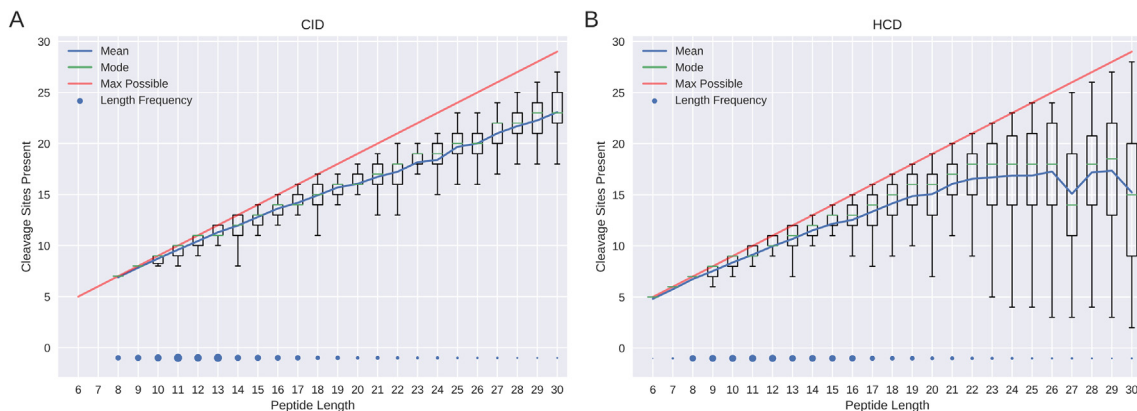 A
CID
30
25
20
15
10
5
0
Cleavage Sites Present
Mean
Mode
Max Possible
Length Frequency
6 7 8 9 10 11 12 13 14 15 16 17 18 19 20 21 22 23 24 25 26 27 28 29 30
Peptide Length
B
HCD
30
25
20
15
10
5
0
Cleavage Sites Present
Mean
Mode
Max Possible
Length Frequency
6 7 8 9 10 11 12 13 14 15 16 17 18 19 20 21 22 23 24 25 26 27 28 29 30
Peptide Length